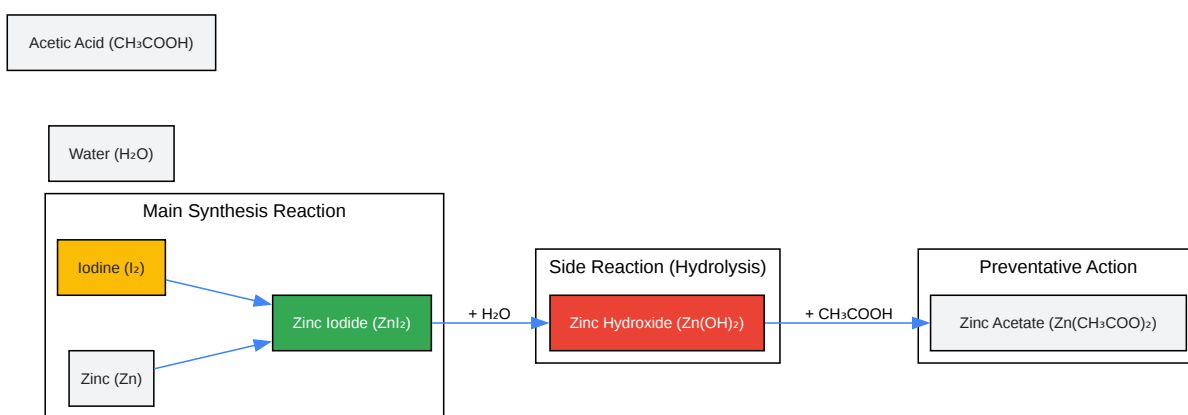 Acetic Acid (CH₃COOH)
Water (H₂O)
Main Synthesis Reaction
Iodine (I₂)
Zinc (Zn)
Zinc Iodide (ZnI₂)
+ H₂O
Side Reaction (Hydrolysis)
Zinc Hydroxide (Zn(OH)₂)
+ CH₃COOH
Preventative Action
Zinc Acetate (Zn(CH₃COO)₂)